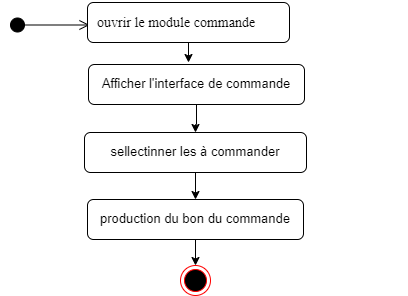 ouvrir le module commande
Afficher l'interface de commande
sellectinner les à commander
production du bon du commande